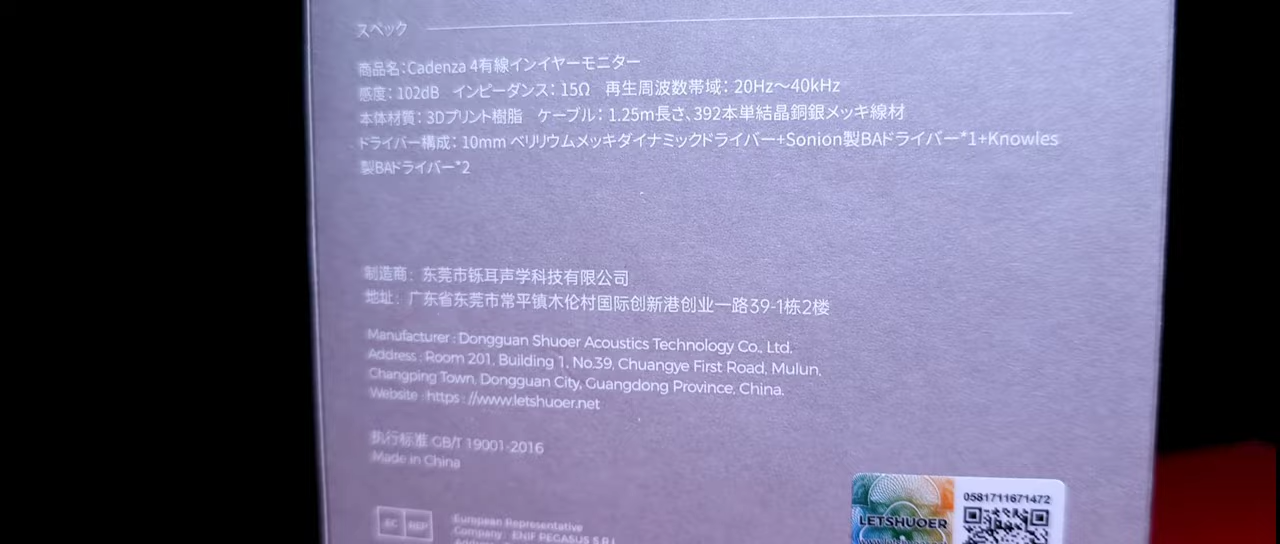 スペック
商品名：Cadenza 4有線インイヤーモニター
感度：102dB インピーダンス：15Ω 再生周波数帯域：20Hz～40kHz
本体材質：3Dプリント樹脂 ケーブル：1.25m長さ、392本単結晶銅銀メッキ線材
ドライバー構成：10mm ベリリウムメッキダイナミックドライバー+Sonion製BAドライバー*1+Knowles
製BAドライバー*2
制造商：东莞市铄耳声学科技有限公司
地址：广东省东莞市常平镇木伦村国际创新港创业一路39-1栋2楼
Manufacturer : Dongguan Shuoer Acoustics Technology Co., Ltd.
Address : Room 201, Building 1, No.39, Chuangye First Road, Mulun,
Changping Town, Dongguan City, Guangdong Province, China.
Website : https : //www.letshuoer.net
执行标准 GB/T 19001-2016
Made in China
EC REP
European Representative
Company : ENIF PEGASUS S.R.L
0581711671472
LETSHUOER